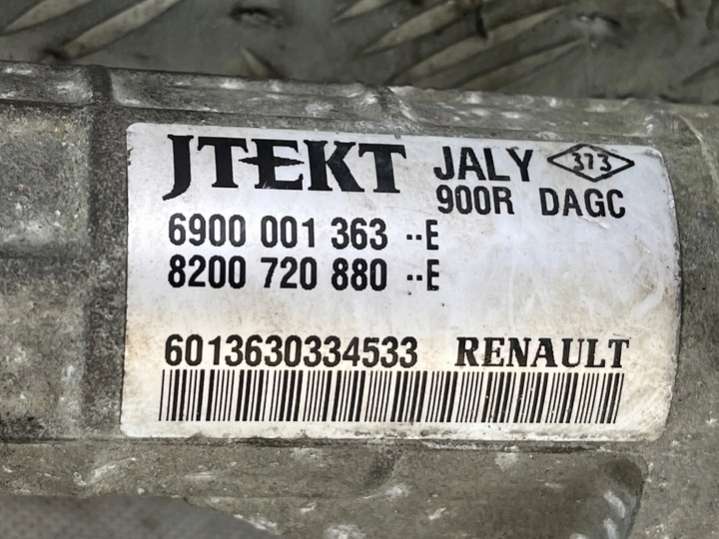 JTEKT JALY 373
900R DAGC
6900 001 363 --E
8200 720 880 --E
6013630334533 RENAULT